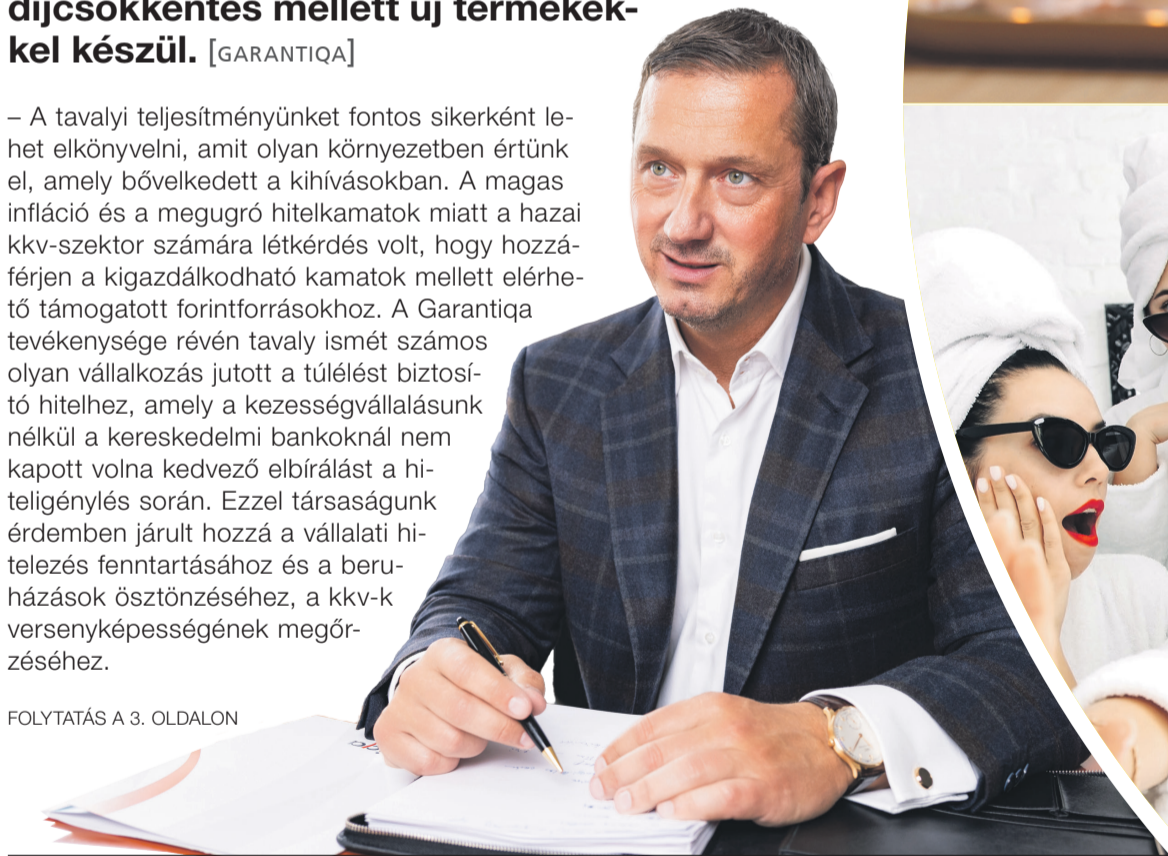 díjcsökkentés mellett új termékek-
kel készül. [GARANTIQA]
– A tavalyi teljesítményünket fontos sikerként le-
het elkönyvelni, amit olyan környezetben értünk
el, amely bővelkedett a kihívásokban. A magas
infláció és a megugró hitelkamatok miatt a hazai
kkv-szektor számára létkérdés volt, hogy hozzá-
férjen a kigazdálkodható kamatok mellett elérhe-
tő támogatott forintforrásokhoz. A Garantiqa
tevékenysége révén tavaly ismét számos
olyan vállalkozás jutott a túlélést biztosí-
tó hitelhez, amely a kezességvállalásunk
nélkül a kereskedelmi bankoknál nem
kapott volna kedvező elbírálást a hi-
teligénylés során. Ezzel társaságunk
érdemben járult hozzá a vállalati hi-
telezés fenntartásához és a beru-
házások ösztönzéséhez, a kkv-k
versenyképességének megőr-
zéséhez.
FOLYTATÁS A 3. OLDALON